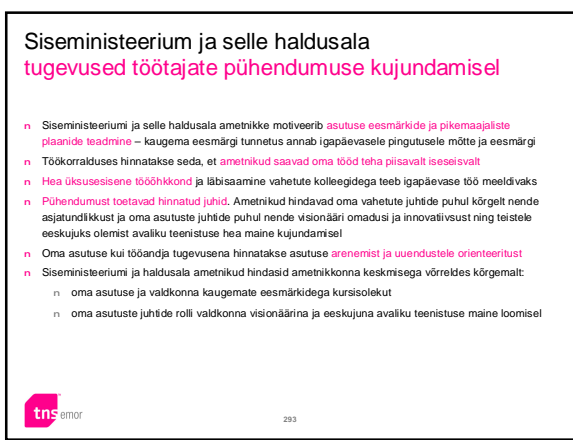 Siseministeerium ja selle haldusala
tugevused töötajate pühendumuse kujundamisel
n Siseministeeriumi ja selle haldusala ametnikke motiveerib asutuse eesmärkide ja pikemaajaliste
plaanide teadmine – kaugema eesmärgi tunnetus annab igapäevasele pingutusele mõtte ja eesmärgi
n Töökorralduses hinnatakse seda, et ametnikud saavad oma tööd teha piisavalt iseseisvalt
n Hea üksusesisene tööõhkkond ja läbisaamine vahetute kolleegidega teeb igapäevase töö meeldivaks
n Pühendumust toetavad hinnatud juhid. Ametnikud hindavad oma vahetute juhtide puhul kõrgelt nende
asjatundlikkust ja oma asutuste juhtide puhul nende visionääri omadusi ja innovatiivsust ning teistele
eeskujuks olemist avaliku teenistuse hea maine kujundamisel
n Oma asutuse kui tööandja tugevusena hinnatakse asutuse arenemist ja uuendustele orienteeritust
n Siseministeeriumi ja haldusala ametnikud hindasid ametnikkonna keskmisega võrreldes kõrgemalt:
n oma asutuse ja valdkonna kaugemate eesmärkidega kursisolekut
n oma asutuste juhtide rolli valdkonna visionäärina ja eeskujuna avaliku teenistuse maine loomisel
tns emor
293